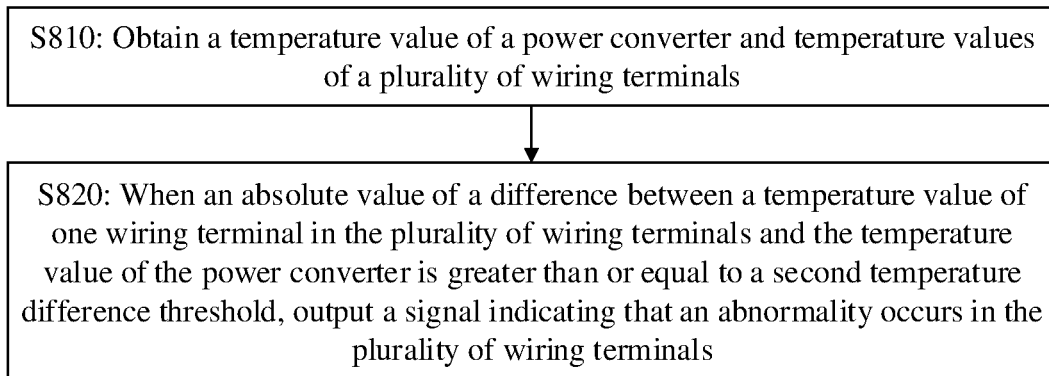 S810: Obtain a temperature value of a power converter and temperature values
of a plurality of wiring terminals
S820: When an absolute value of a difference between a temperature value of
one wiring terminal in the plurality of wiring terminals and the temperature
value of the power converter is greater than or equal to a second temperature
difference threshold, output a signal indicating that an abnormality occurs in the
plurality of wiring terminals